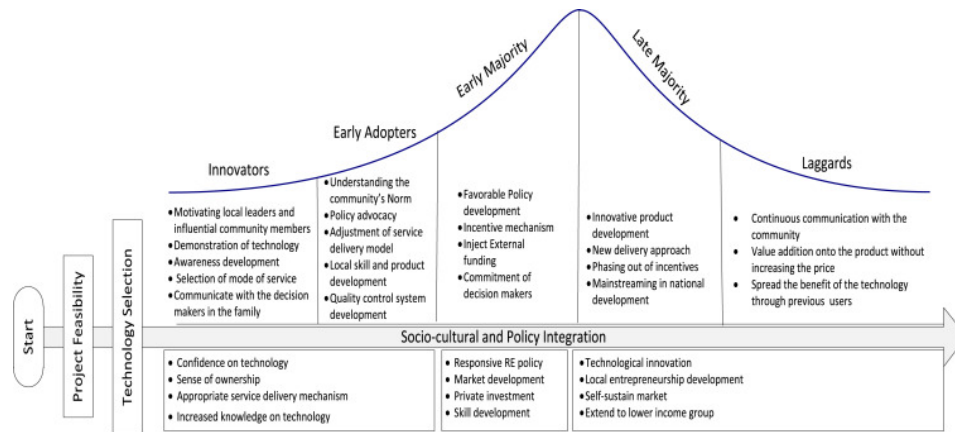 Early Majority
Late Majority
Early Adopters
Innovators
Laggards
•Motivating local leaders and
influential community members
•Demonstration of technology
•Awareness development
• Selection of mode of service
•Communicate with the decision
makers in the family
•Understanding the
community's Norm
•Policy advocacy
•Adjustment of service
delivery model
•Local skill and product
development
•Quality control system
development
•Favorable Policy
development
•Incentive mechanism
•Inject External
funding
•Commitment of
decision makers
•Innovative product
development
•New delivery approach
•Phasing out of incentives
•Mainstreaming in national
development
• Continuous communication with the
community
• Value addition onto the product without
increasing the price
• Spread the benefit of the technology
through previous users
Start
Project Feasibility
Technology Selection
Socio-cultural and Policy Integration
• Confidence on technology
• Sense of ownership
• Appropriate service delivery mechanism
• Increased knowledge on technology
• Responsive RE policy
• Market development
• Private investment
• Skill development
•Technological innovation
•Local entrepreneurship development
•Self-sustain market
•Extend to lower income group